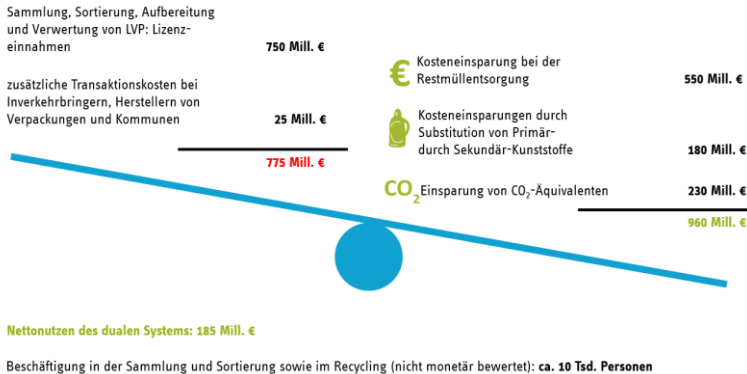 Sammlung, Sortierung, Aufbereitung
und Verwertung von LVP: Lizenz-
einnahmen 750 Mill. €
zusätzliche Transaktionskosten bei
Inverkehrbringern, Herstellern von
Verpackungen und Kommunen 25 Mill. €
775 Mill. €
€ Kosteneinsparung bei der
Restmüllentsorgung 550 Mill. €
Kosteneinsparungen durch
Substitution von Primär-
durch Sekundär-Kunststoffe 180 Mill. €
CO₂ Einsparung von CO₂-Äquivalenten 230 Mill. €
960 Mill. €
Nettonutzen des dualen Systems: 185 Mill. €
Beschäftigung in der Sammlung und Sortierung sowie im Recycling (nicht monetär bewertet): ca. 10 Tsd. Personen